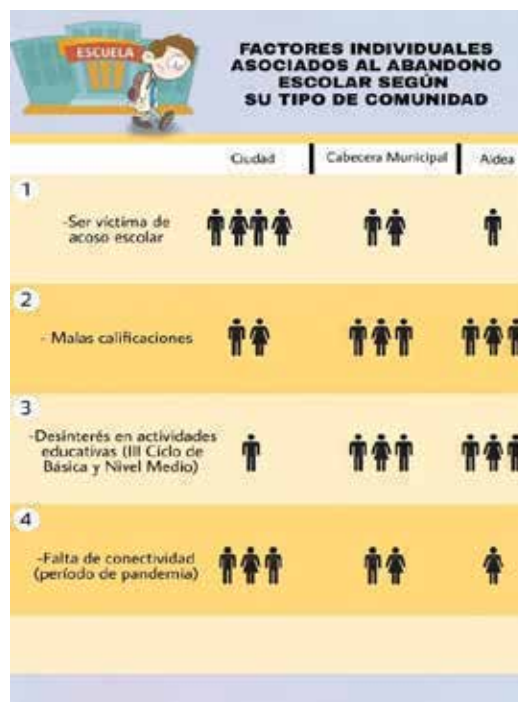 ESCUELA
FACTORES INDIVIDUALES
ASOCIADOS AL ABANDONO
ESCOLAR SEGÚN
SU TIPO DE COMUNIDAD
Ciudad Cabecera Municipal Aldea
1
-Ser víctima de
acoso escolar
2
- Malas calificaciones
3
-Desinterés en actividades
educativas (III Ciclo de
Básica y Nivel Medio)
4
-Falta de conectividad
(período de pandemia)